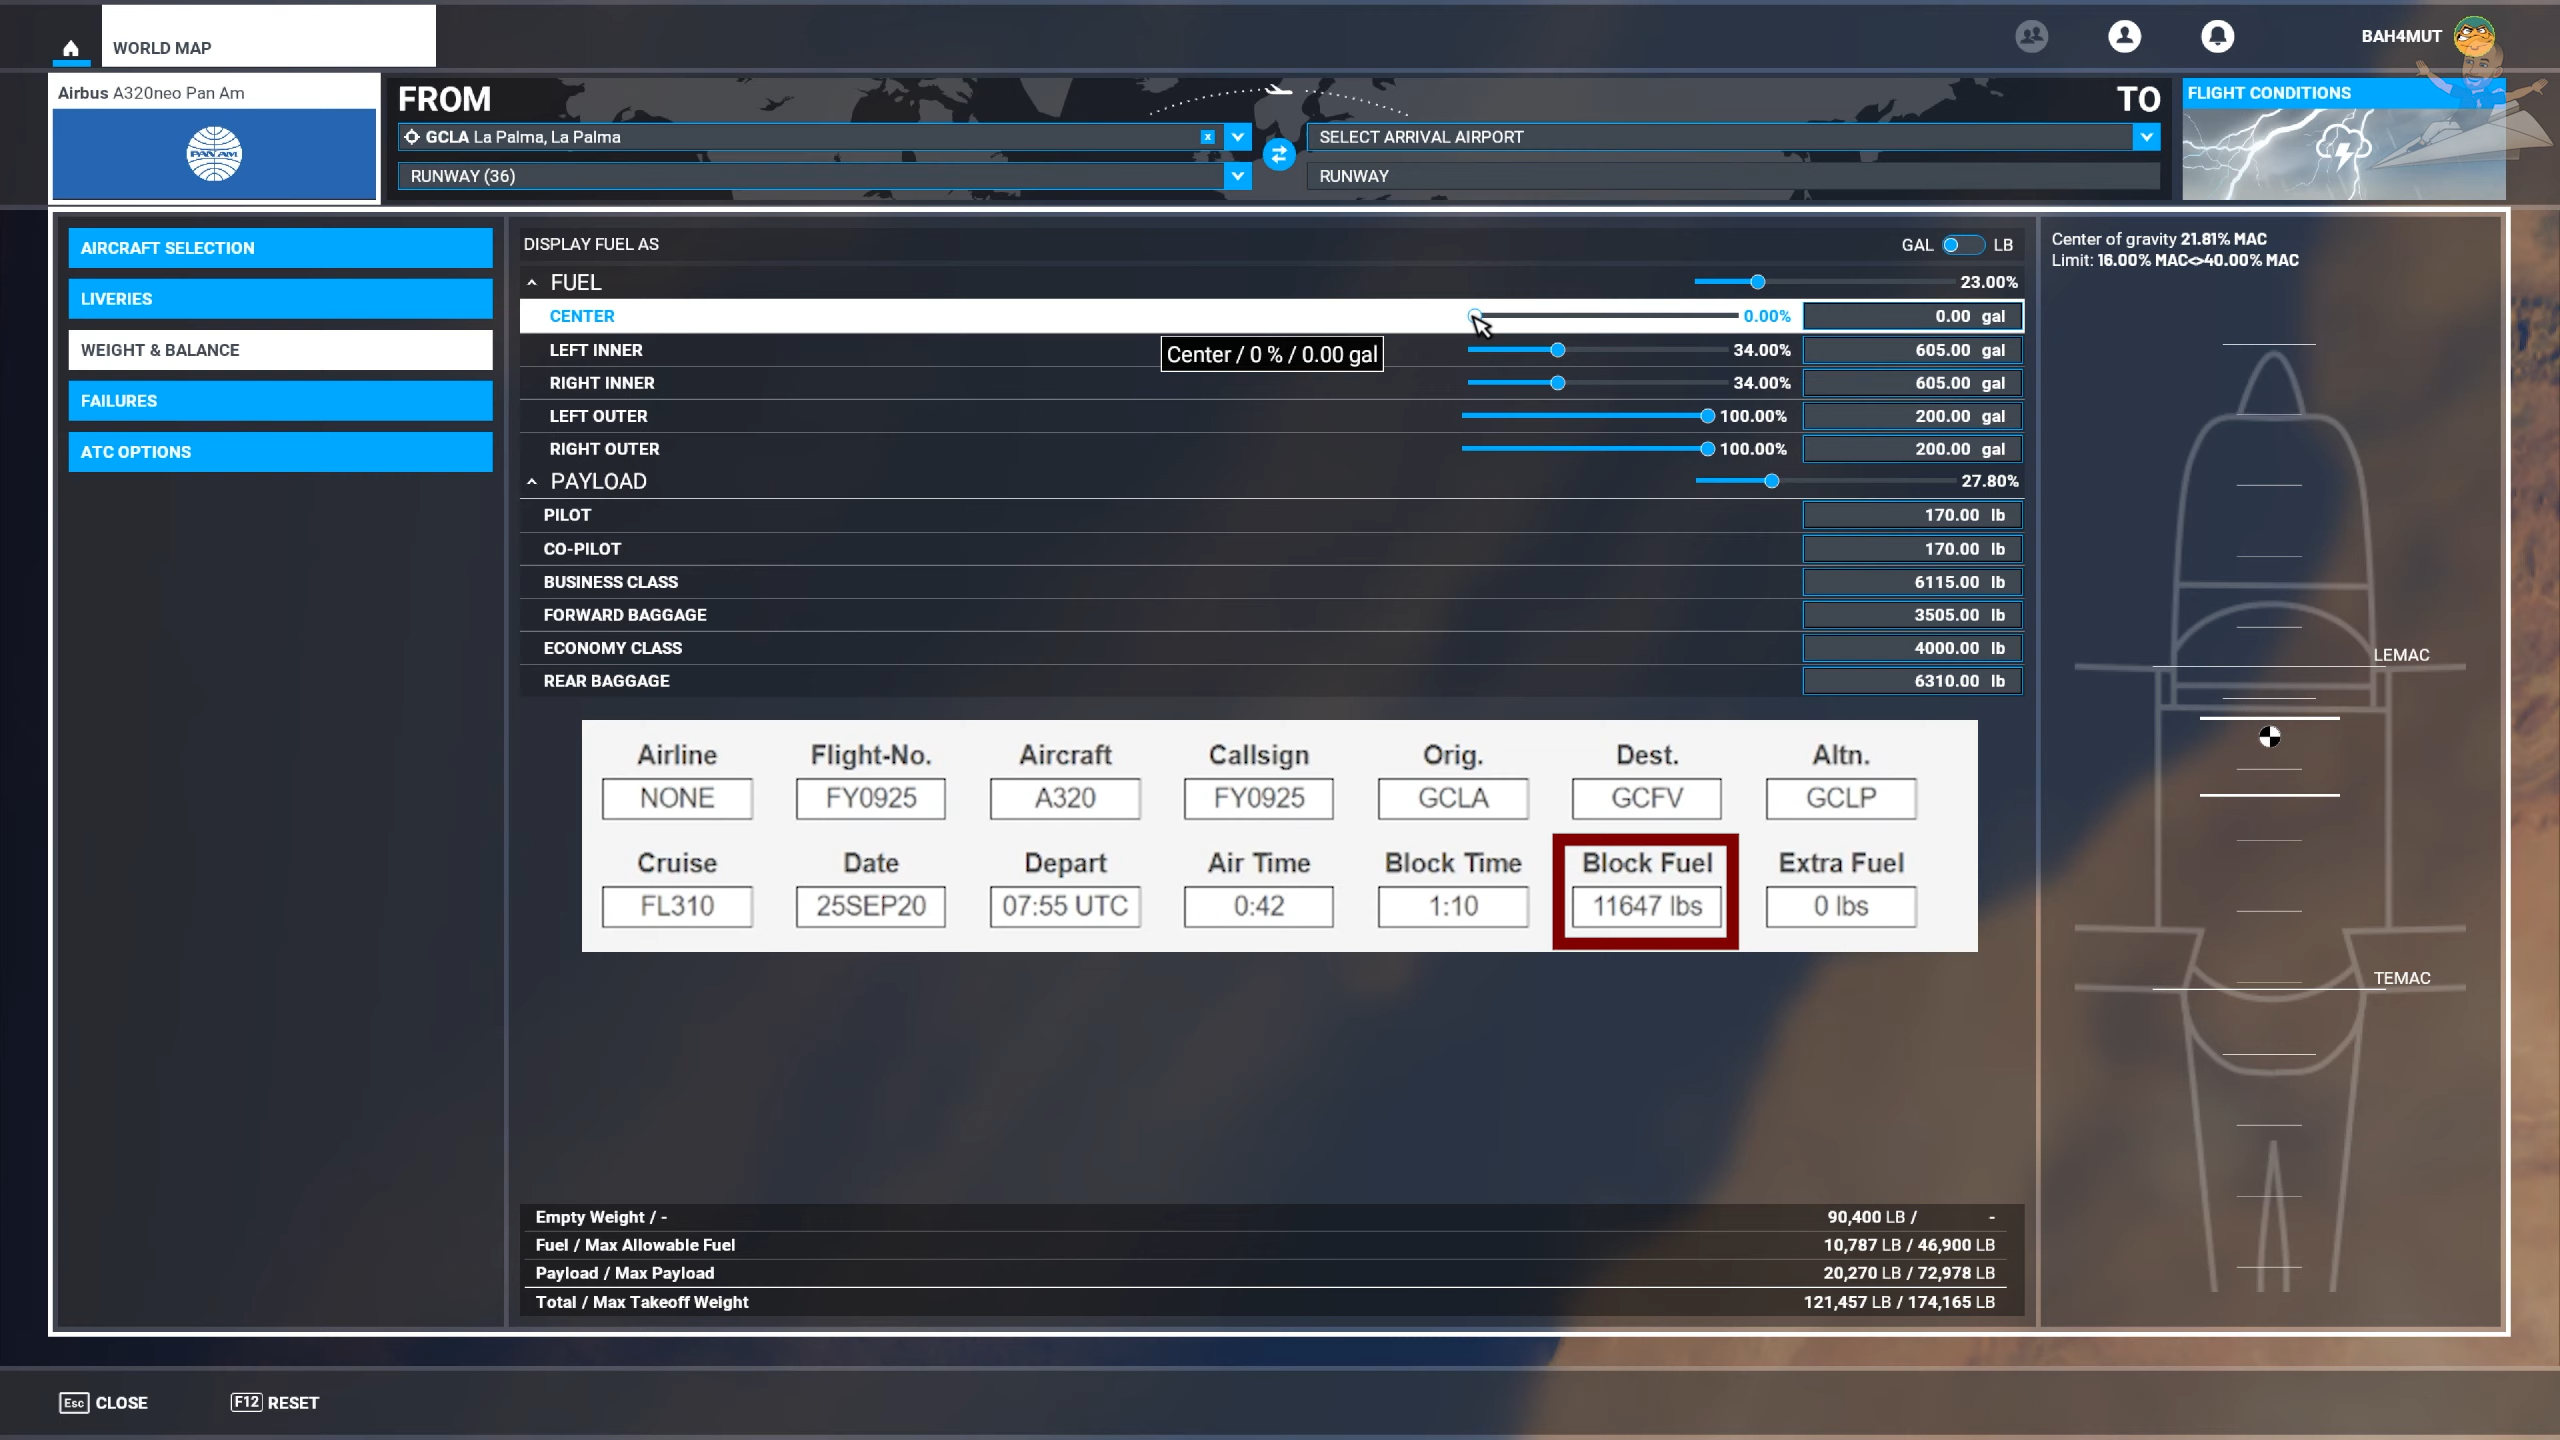 WORLD MAP
BAH4MUT
Airbus A320neo Pan Am
PAN AM
FROM
GCLA La Palma, La Palma
x
RUNWAY (36)
TO
SELECT ARRIVAL AIRPORT
RUNWAY
FLIGHT CONDITIONS
AIRCRAFT SELECTION
LIVERIES
WEIGHT & BALANCE
FAILURES
ATC OPTIONS
DISPLAY FUEL AS GAL LB
FUEL 23.00%
CENTER 0.00% 0.00 gal
Center / 0 % / 0.00 gal
LEFT INNER 34.00% 605.00 gal
RIGHT INNER 34.00% 605.00 gal
LEFT OUTER 100.00% 200.00 gal
RIGHT OUTER 100.00% 200.00 gal
PAYLOAD 27.80%
PILOT 170.00 lb
CO-PILOT 170.00 lb
BUSINESS CLASS 6115.00 lb
FORWARD BAGGAGE 3505.00 lb
ECONOMY CLASS 4000.00 lb
REAR BAGGAGE 6310.00 lb
Airline Flight-No. Aircraft Callsign Orig. Dest. Altn.
NONE FY0925 A320 FY0925 GCLA GCFV GCLP
Cruise Date Depart Air Time Block Time Block Fuel Extra Fuel
FL310 25SEP20 07:55 UTC 0:42 1:10 11647 lbs 0 lbs
Empty Weight / - 90,400 LB / -
Fuel / Max Allowable Fuel 10,787 LB / 46,900 LB
Payload / Max Payload 20,270 LB / 72,978 LB
Total / Max Takeoff Weight 121,457 LB / 174,165 LB
Center of gravity 21.81% MAC
Limit: 16.00% MAC<>40.00% MAC
LEMAC
TEMAC
Esc CLOSE
F12 RESET